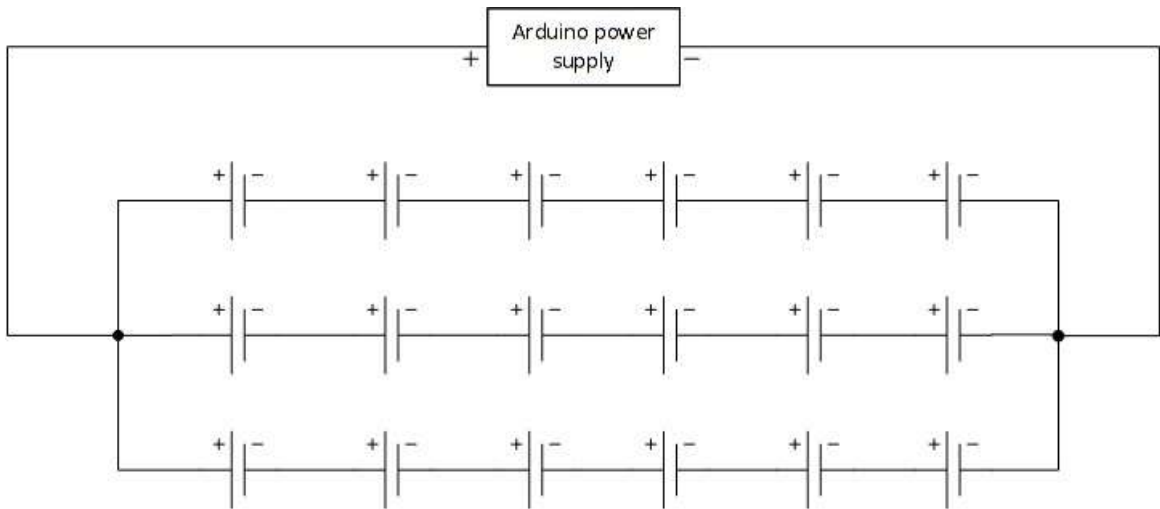 Arduino power
supply
+ −
+ − + − + − + − + − + −
+ − + − + − + − + − + −
+ − + − + − + − + − + −